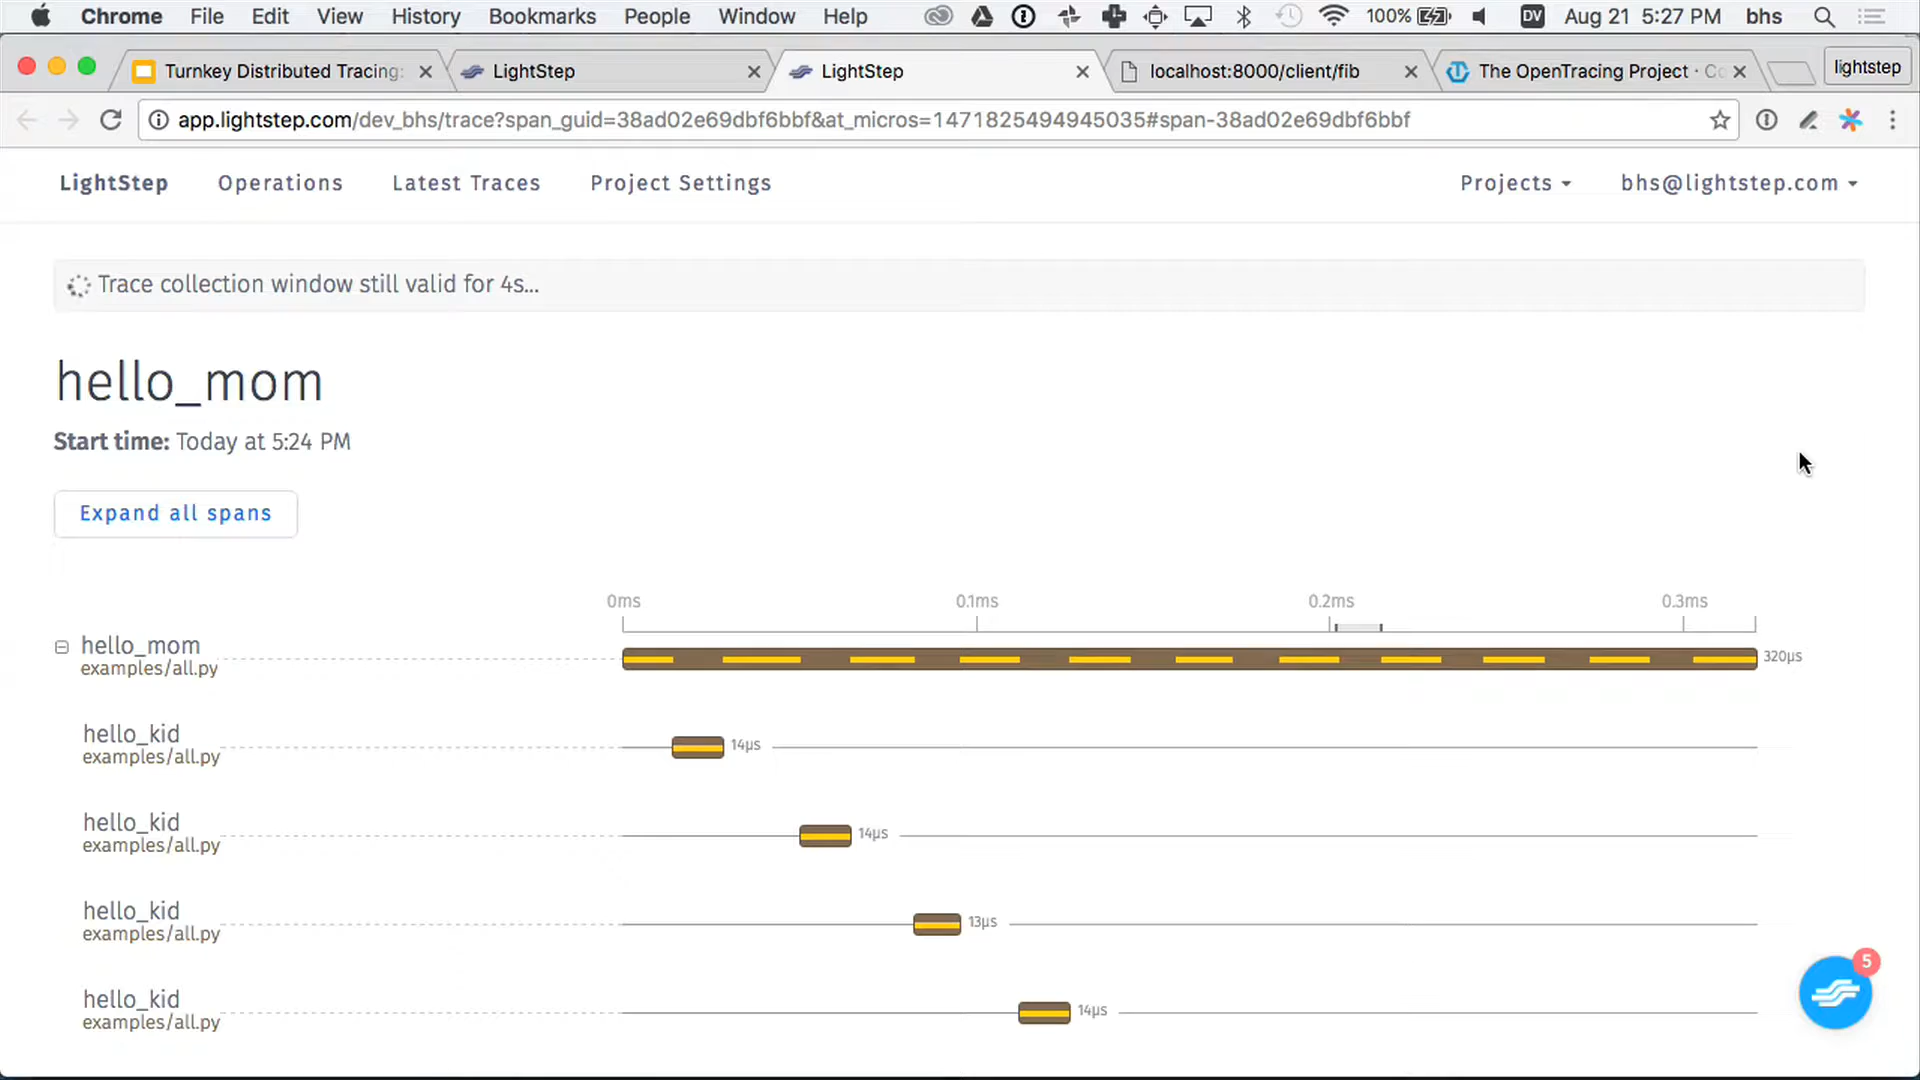 Chrome File Edit View History Bookmarks People Window Help 100% DV Aug 21 5:27 PM bhs
Turnkey Distributed Tracing: LightStep LightStep localhost:8000/client/fib The OpenTracing Project · Co lightstep
app.lightstep.com/dev_bhs/trace?span_guid=38ad02e69dbf6bbf&at_micros=1471825494945035#span-38ad02e69dbf6bbf
LightStep Operations Latest Traces Project Settings Projects bhs@lightstep.com
Trace collection window still valid for 4s...
hello_mom
Start time: Today at 5:24 PM
Expand all spans
0ms 0.1ms 0.2ms 0.3ms
hello_mom
examples/all.py
320µs
hello_kid
examples/all.py
14µs
hello_kid
examples/all.py
14µs
hello_kid
examples/all.py
13µs
hello_kid
examples/all.py
14µs
5